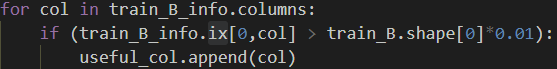 for col in train_B_info.columns:
    if (train_B_info.ix[0,col] > train_B.shape[0]*0.01):
        useful_col.append(col)